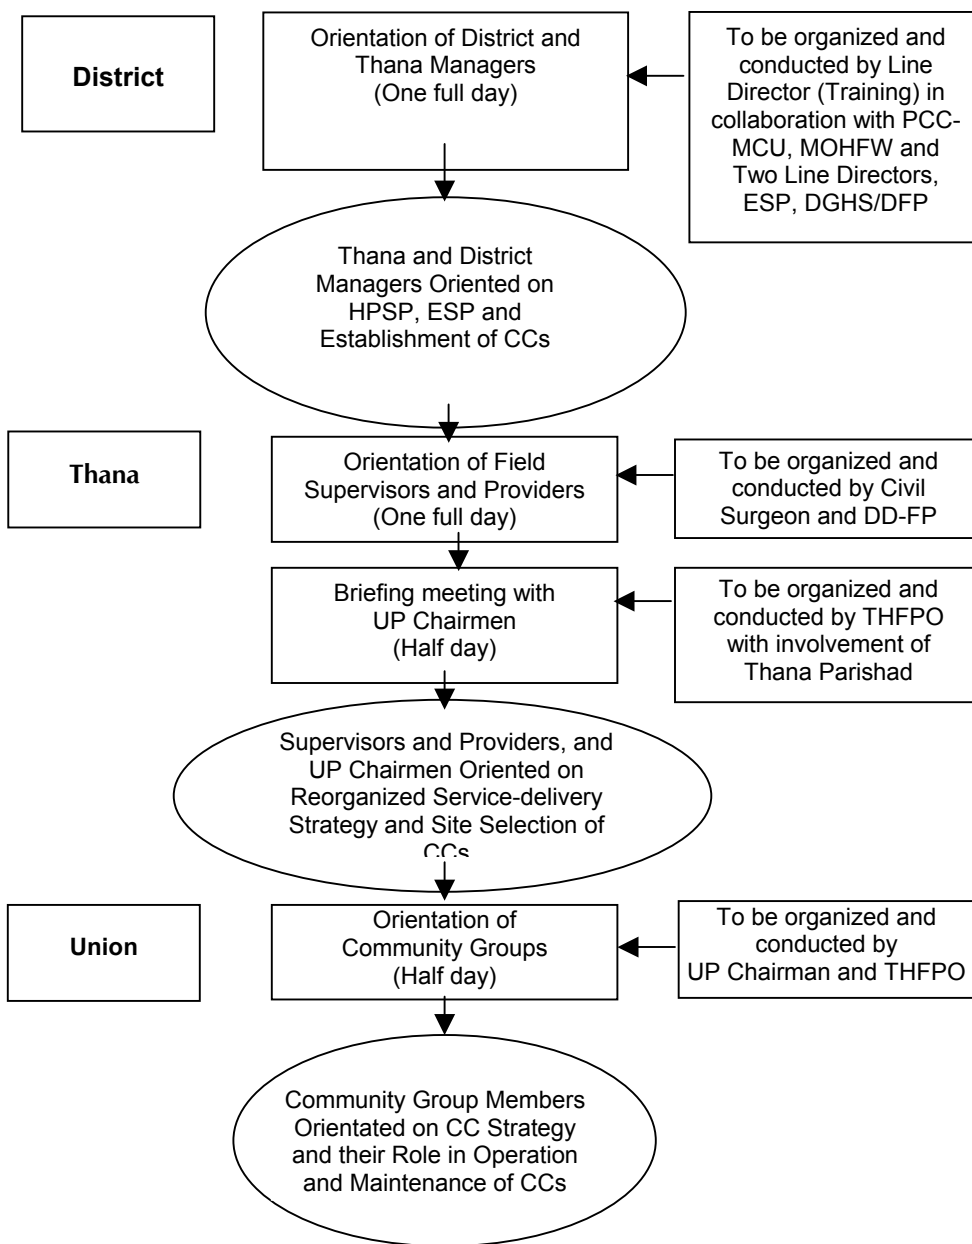 District
Orientation of District and
Thana Managers
(One full day)
To be organized and
conducted by Line
Director (Training) in
collaboration with PCC-
MCU, MOHFW and
Two Line Directors,
ESP, DGHS/DFP
Thana and District
Managers Oriented on
HPSP, ESP and
Establishment of CCs
Thana
Orientation of Field
Supervisors and Providers
(One full day)
To be organized and
conducted by Civil
Surgeon and DD-FP
Briefing meeting with
UP Chairmen
(Half day)
To be organized and
conducted by THFPO
with involvement of
Thana Parishad
Supervisors and Providers, and
UP Chairmen Oriented on
Reorganized Service-delivery
Strategy and Site Selection of
CCs
Union
Orientation of
Community Groups
(Half day)
To be organized and
conducted by
UP Chairman and THFPO
Community Group Members
Orientated on CC Strategy
and their Role in Operation
and Maintenance of CCs